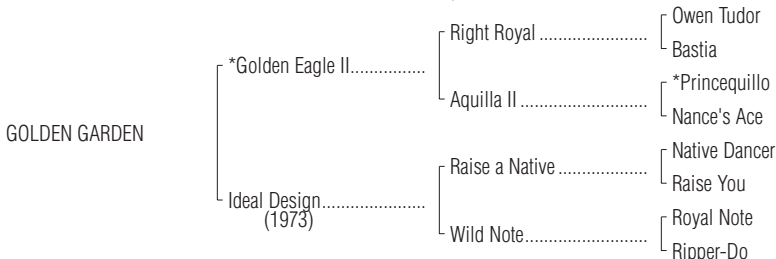 Owen Tudor
Right Royal ........................
Bastia
*Golden Eagle II................
*Princequillo
Aquilla II ............................
Nance's Ace
GOLDEN GARDEN
Native Dancer
Raise a Native ....................
Raise You
Ideal Design......................
(1973)
Royal Note
Wild Note...........................
Ripper-Do